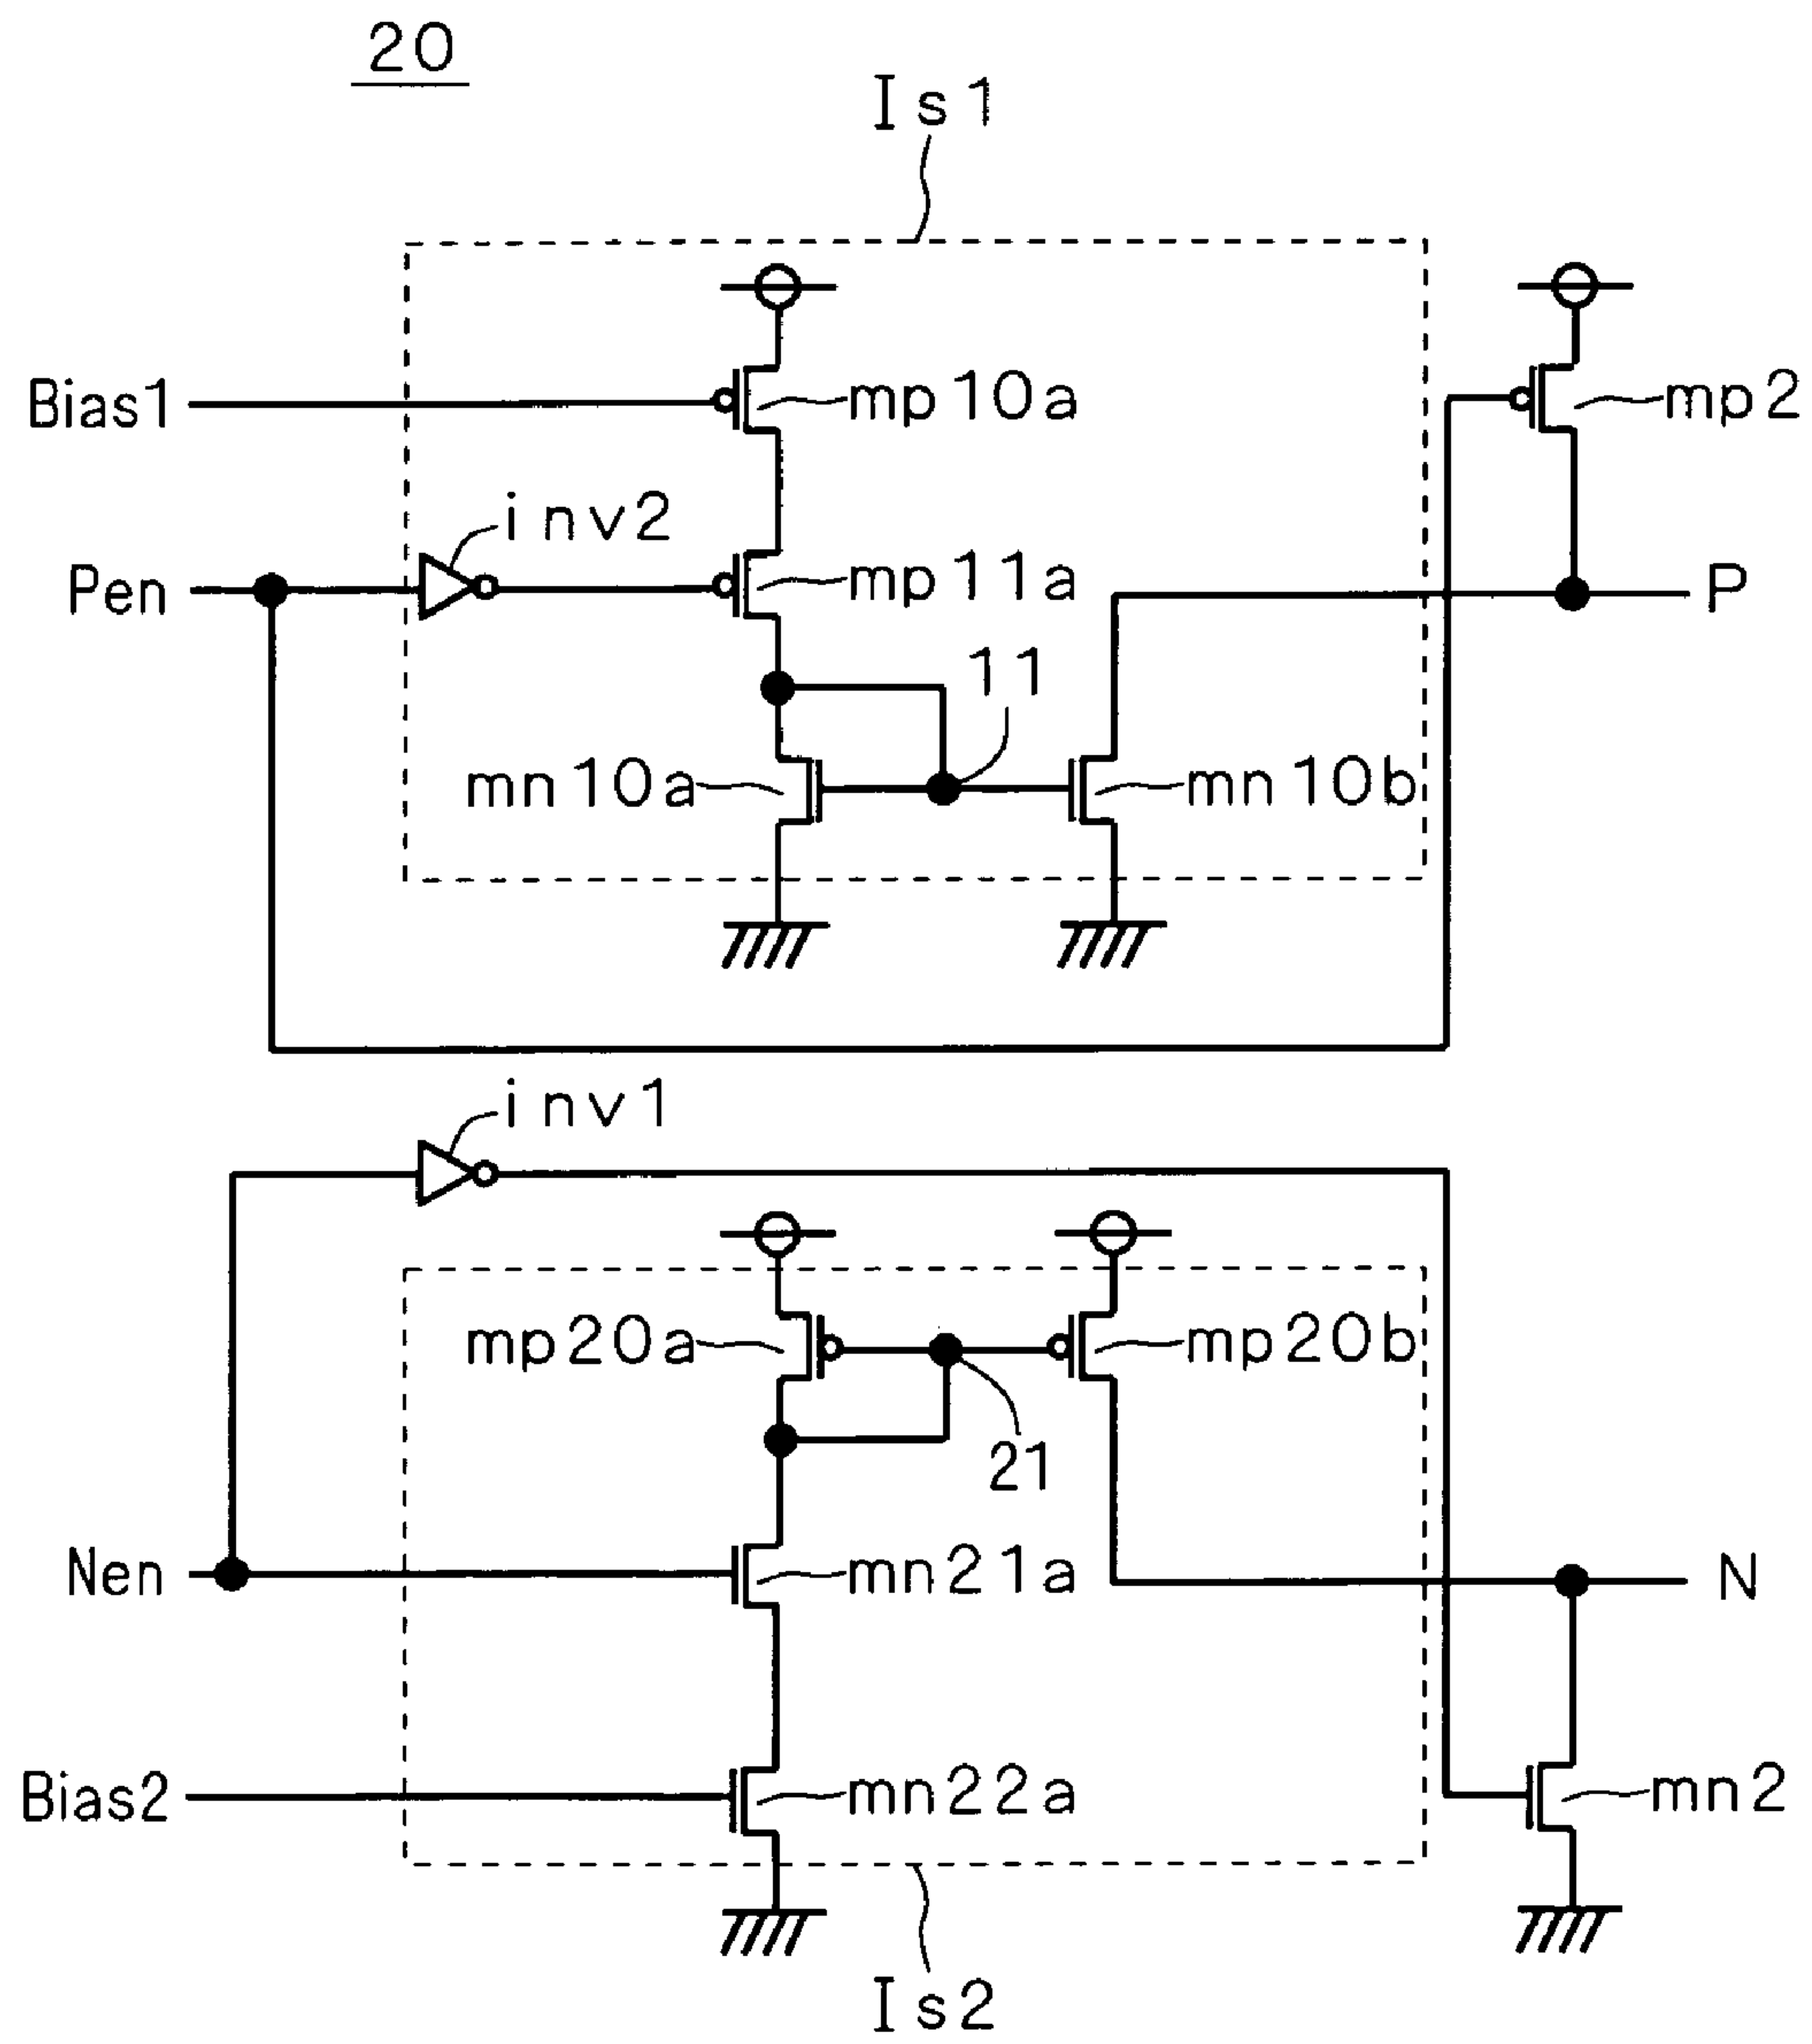 20
Is1
Bias1
mp10a
mp2
inv2
Pen
mp11a
P
11
mn10a
mn10b
inv1
mp20a
mp20b
21
Nen
mn21a
N
Bias2
mn22a
mn2
Is2